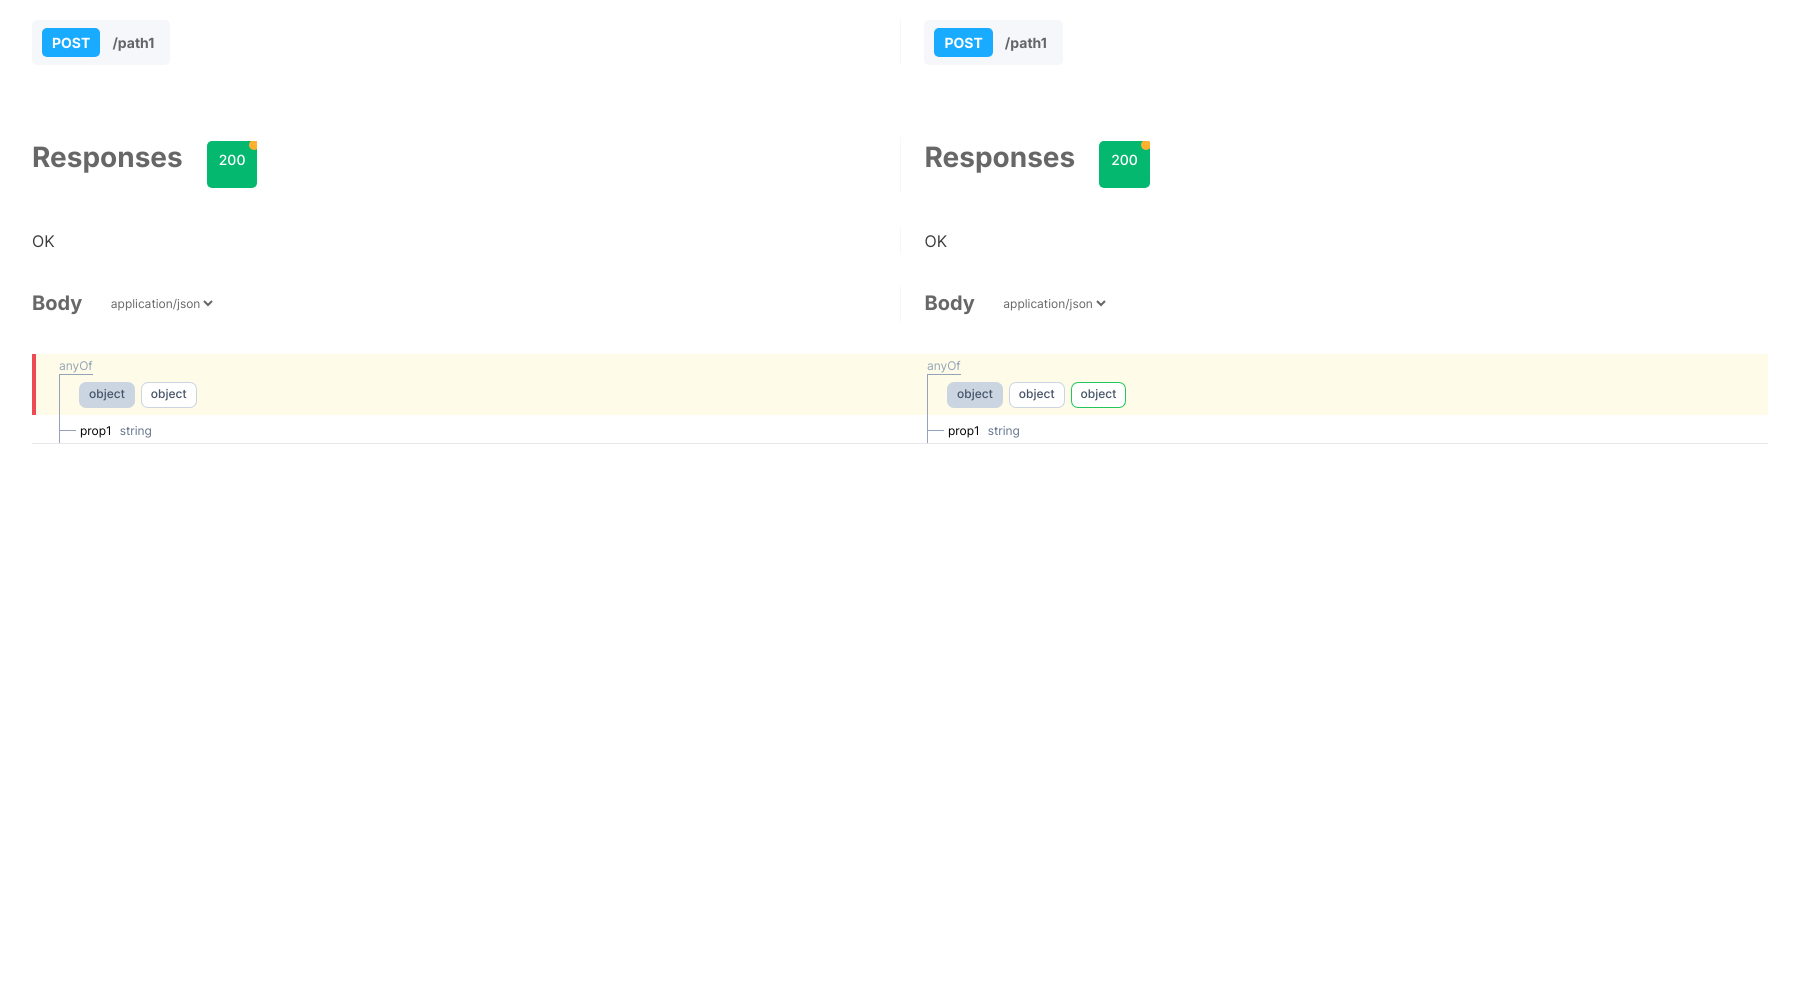 POST /path1 POST /path1
Responses 200 Responses 200
OK OK
Body application/json Body application/json
anyOf anyOf
object object object object object
prop1 string prop1 string